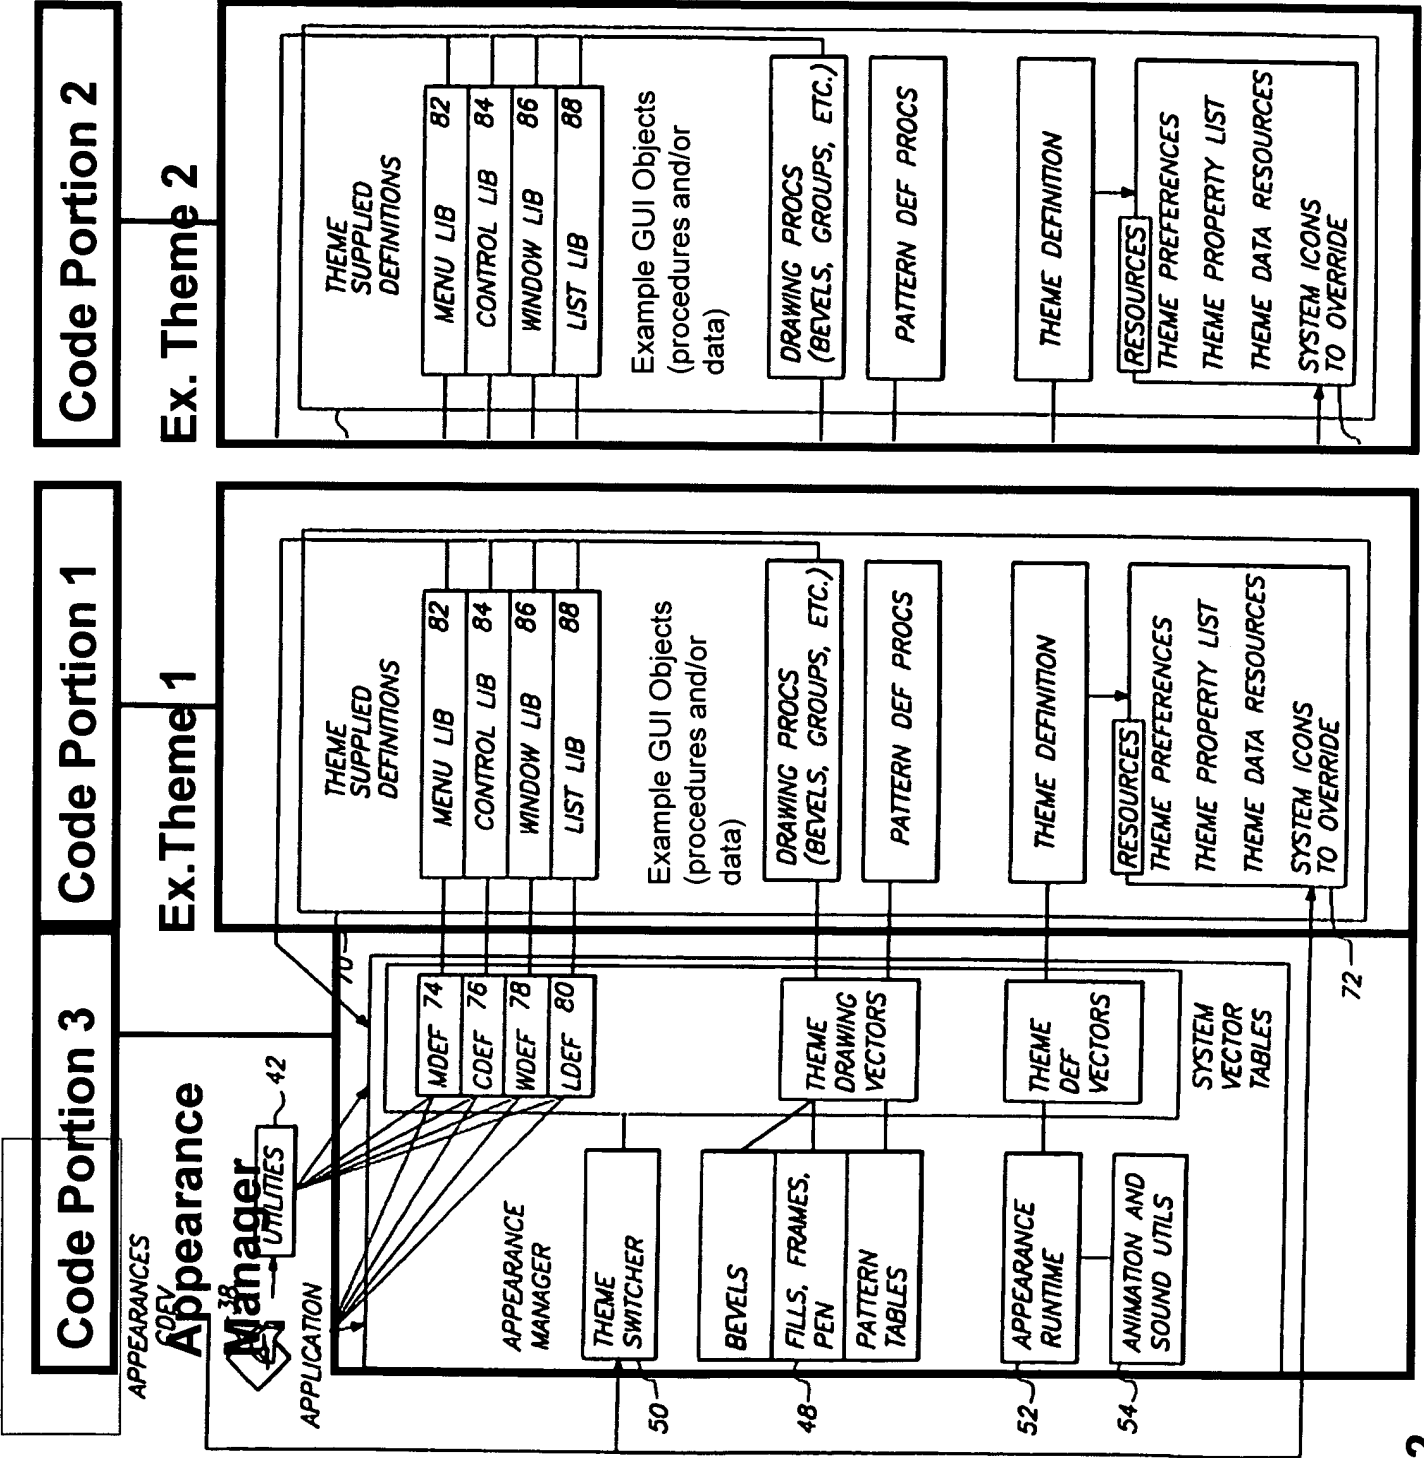 Code Portion 3
Code Portion 1
Code Portion 2
Appearance
Manager
Ex.Theme 1
Ex. Theme 2
APPEARANCES
CDEV
38
UTILITIES
42
APPLICATION
APPEARANCE
MANAGER
THEME
SWITCHER
50
BEVELS
FILLS, FRAMES,
PEN
PATTERN
TABLES
48
APPEARANCE
RUNTIME
52
ANIMATION AND
SOUND UTILS
54
MDEF 74
CDEF 76
WDEF 78
LDEF 80
THEME
DRAWING
VECTORS
THEME
DEF
VECTORS
SYSTEM
VECTOR
TABLES
70
THEME
SUPPLIED
DEFINITIONS
MENU LIB 82
CONTROL LIB 84
WINDOW LIB 86
LIST LIB 88
Example GUI Objects
(procedures and/or
data)
DRAWING PROCS
(BEVELS, GROUPS, ETC.)
PATTERN DEF PROCS
THEME DEFINITION
RESOURCES
THEME PREFERENCES
THEME PROPERTY LIST
THEME DATA RESOURCES
SYSTEM ICONS
TO OVERRIDE
72
THEME
SUPPLIED
DEFINITIONS
MENU LIB 82
CONTROL LIB 84
WINDOW LIB 86
LIST LIB 88
Example GUI Objects
(procedures and/or
data)
DRAWING PROCS
(BEVELS, GROUPS, ETC.)
PATTERN DEF PROCS
THEME DEFINITION
RESOURCES
THEME PREFERENCES
THEME PROPERTY LIST
THEME DATA RESOURCES
SYSTEM ICONS
TO OVERRIDE
2